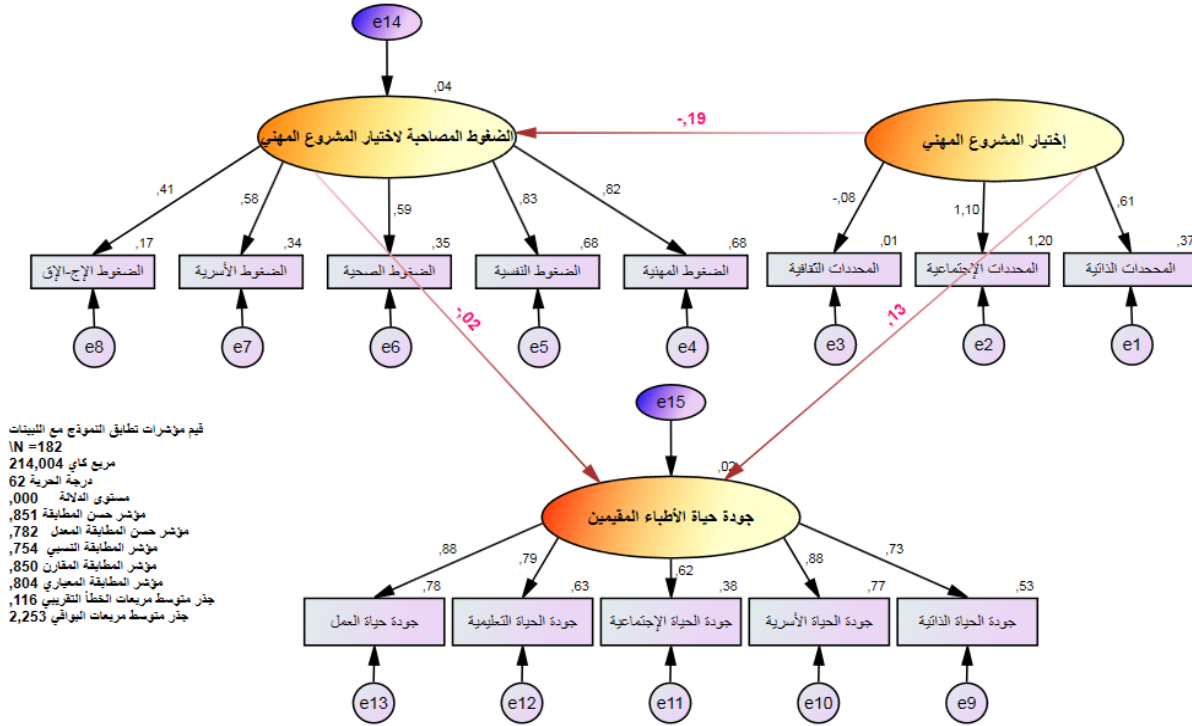 e14
,04
-,19
الضغوط المصاحبة لاختيار المشروع المهني
إختيار المشروع المهني
,41
,58
,59
,83
,82
-,08
1,10
,61
,17
,34
,35
,68
,68
,01
1,20
,37
الضغوط الإج-الإق
الضغوط الأسرية
الضغوط الصحية
الضغوط النفسية
الضغوط المهنية
المحددات الثقافية
المحددات الإجتماعية
المححدات الذاتية
e8
e7
e6
e5
e4
e3
e2
e1
-,02
,13
e15
,02
جودة حياة الأطباء المقيمين
قيم مؤشرات تطابق النموذج مع اللبينات
\N =182
مربع كاي 214,004
درجة الحرية 62
مستوى الدلالة ,000
مؤشر حسن المطابقة ,851
مؤشر حسن المطابقة المعدل ,782
مؤشر المطابقة النسبي ,754
مؤشر المطابقة المقارن ,850
مؤشر المطابقة المعياري ,804
جذر متوسط مربعات الخطأ التقريبي ,116
جذر متوسط مربعات البواقي 2,253
,88
,79
,62
,88
,73
,78
,63
,38
,77
,53
جودة حياة العمل
جودة الحياة التعليمية
جودة الحياة الإجتماعية
جودة الحياة الأسرية
جودة الحياة الذاتية
e13
e12
e11
e10
e9